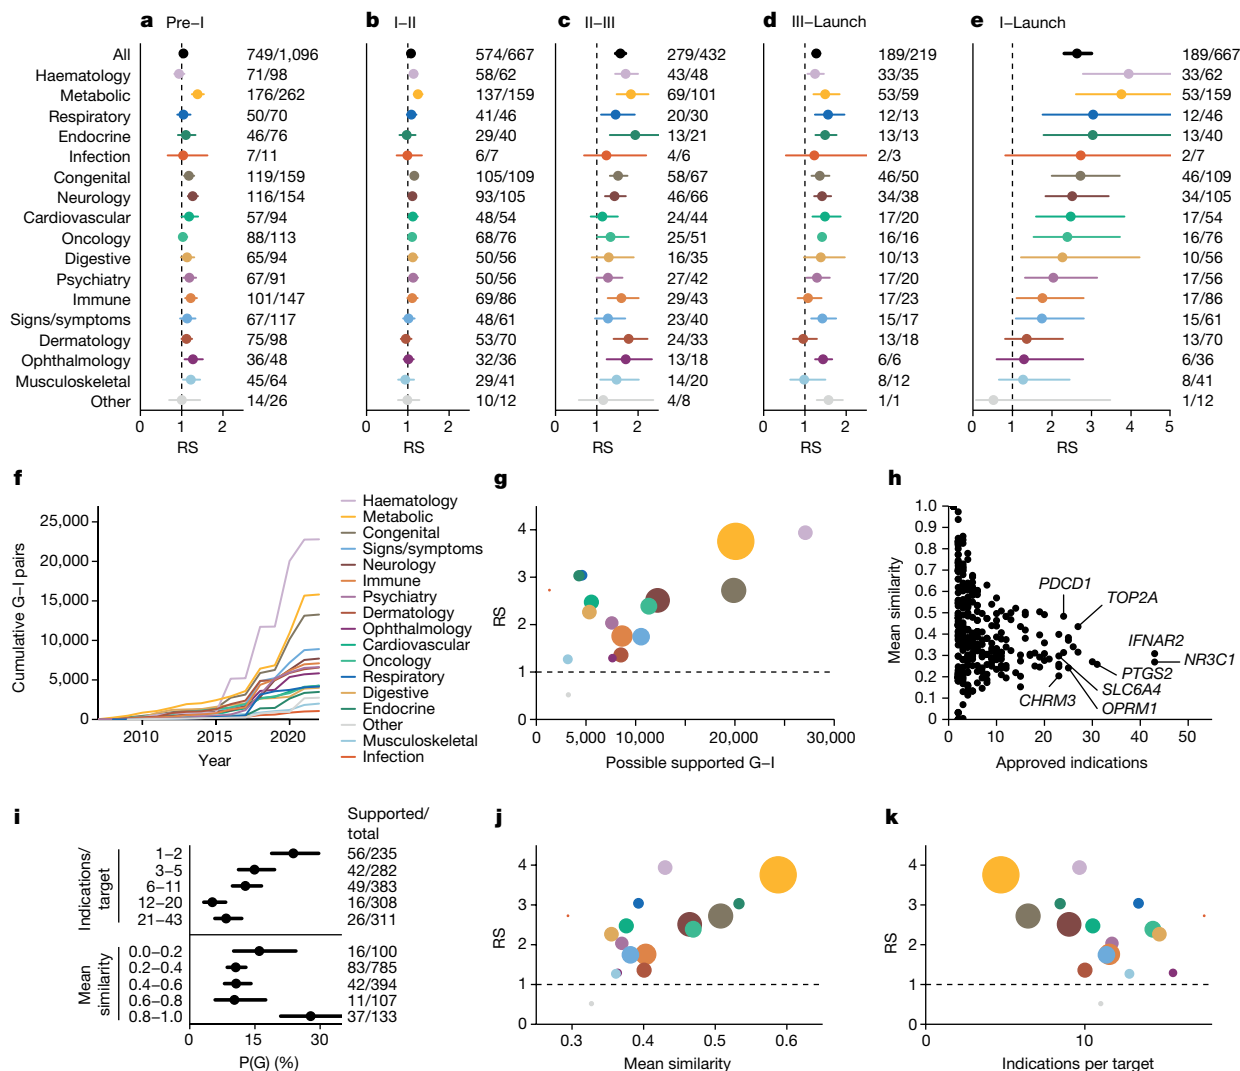 a Pre–I b I–II c II–III d III–Launch e I–Launch
All 749/1,096 574/667 279/432 189/219 189/667
Haematology 71/98 58/62 43/48 33/35 33/62
Metabolic 176/262 137/159 69/101 53/59 53/159
Respiratory 50/70 41/46 20/30 12/13 12/46
Endocrine 46/76 29/40 13/21 13/13 13/40
Infection 7/11 6/7 4/6 2/3 2/7
Congenital 119/159 105/109 58/67 46/50 46/109
Neurology 116/154 93/105 46/66 34/38 34/105
Cardiovascular 57/94 48/54 24/44 17/20 17/54
Oncology 88/113 68/76 25/51 16/16 16/76
Digestive 65/94 50/56 16/35 10/13 10/56
Psychiatry 67/91 50/56 27/42 17/20 17/56
Immune 101/147 69/86 29/43 17/23 17/86
Signs/symptoms 67/117 48/61 23/40 15/17 15/61
Dermatology 75/98 53/70 24/33 13/18 13/70
Ophthalmology 36/48 32/36 13/18 6/6 6/36
Musculoskeletal 45/64 29/41 14/20 8/12 8/41
Other 14/26 10/12 4/8 1/1 1/12
0 1 2 0 1 2 0 1 2 0 1 2 0 1 2 3 4 5
RS RS RS RS RS
f
25,000
20,000
15,000
10,000
5,000
0
Cumulative G–I pairs
2010 2015 2020
Year
Haematology
Metabolic
Congenital
Signs/symptoms
Neurology
Immune
Psychiatry
Dermatology
Ophthalmology
Cardiovascular
Oncology
Respiratory
Digestive
Endocrine
Other
Musculoskeletal
Infection
g
4
3
2
1
0
RS
0 5,000 10,000 20,000 30,000
Possible supported G–I
h
1.0
0.9
0.8
0.7
0.6
0.5
0.4
0.3
0.2
0.1
0
Mean similarity
PDCD1
TOP2A
IFNAR2
NR3C1
PTGS2
SLC6A4
CHRM3
OPRM1
0 10 20 30 40 50
Approved indications
i
Supported/
total
Indications/
target
1–2 56/235
3–5 42/282
6–11 49/383
12–20 16/308
21–43 26/311
Mean
similarity
0.0–0.2 16/100
0.2–0.4 83/785
0.4–0.6 42/394
0.6–0.8 11/107
0.8–1.0 37/133
0 15 30
P(G) (%)
j
4
3
2
1
0
RS
0.3 0.4 0.5 0.6
Mean similarity
k
4
3
2
1
0
RS
0 10
Indications per target